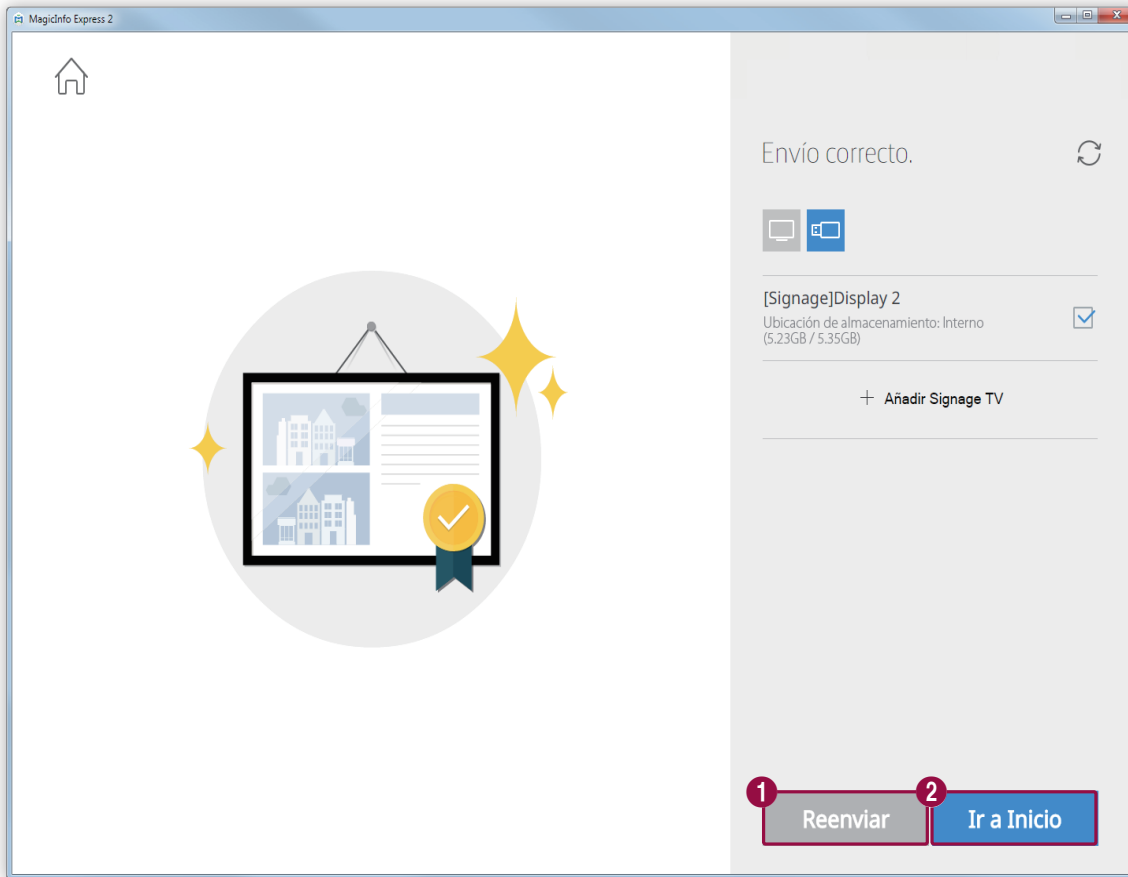 MagicInfo Express 2
Envío correcto.
[Signage]Display 2
Ubicación de almacenamiento: Interno
(5.23GB / 5.35GB)
+ Añadir Signage TV
1
2
Reenviar
Ir a Inicio